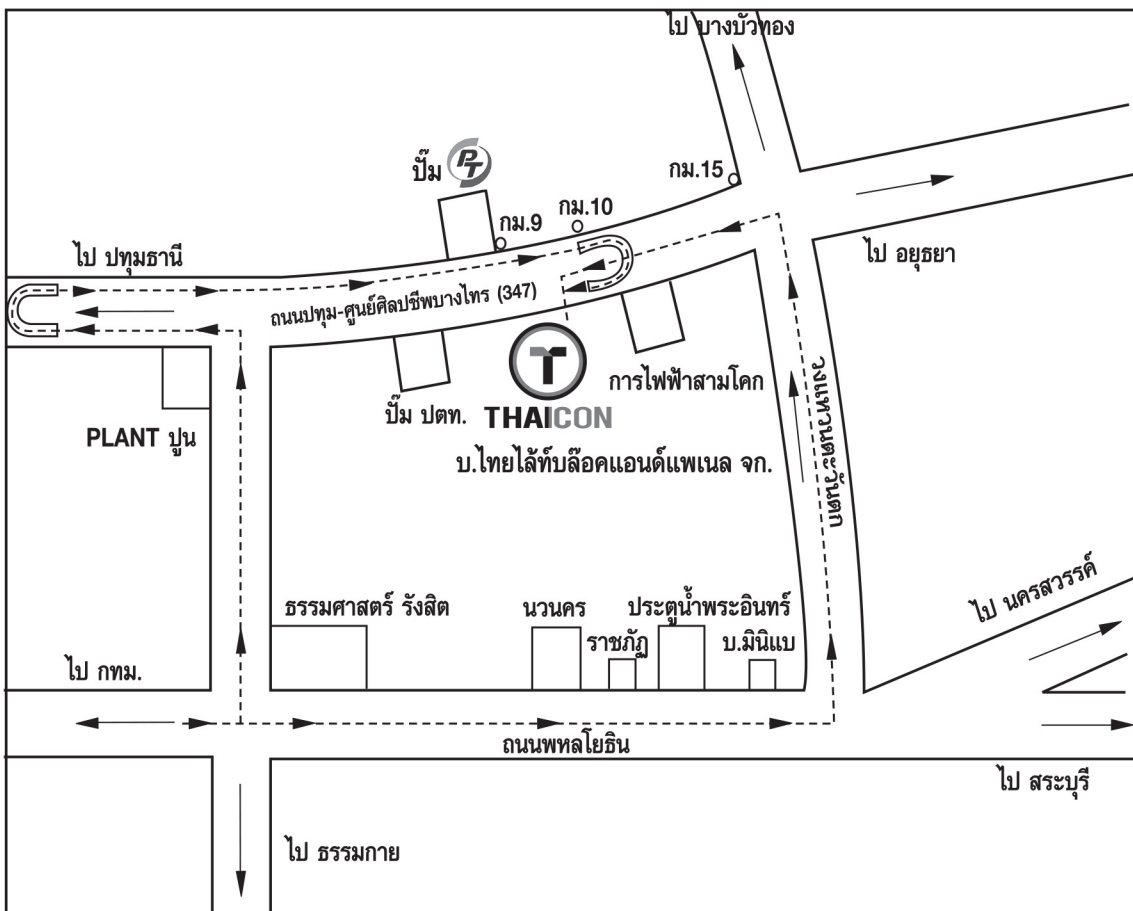 ไป บางบัวทอง
ปั๊ม PT
กม.15
กม.9
กม.10
ไป ปทุมธานี
ไป อยุธยา
ถนนปทุม-ศูนย์ศิลปชีพบางไทร (347)
การไฟฟ้าสามโคก
ปั๊ม ปตท.
T
THAICON
PLANT ปูน
บ.ไทยไล้ท์บล๊อคแอนด์แพเนล จก.
วงแหวนตะวันตก
ไป นครสวรรค์
ธรรมศาสตร์ รังสิต
นวนคร
ประตูน้ำพระอินทร์
ราชภัฏ
บ.มินิแบ
ไป กทม.
ถนนพหลโยธิน
ไป สระบุรี
ไป ธรรมกาย